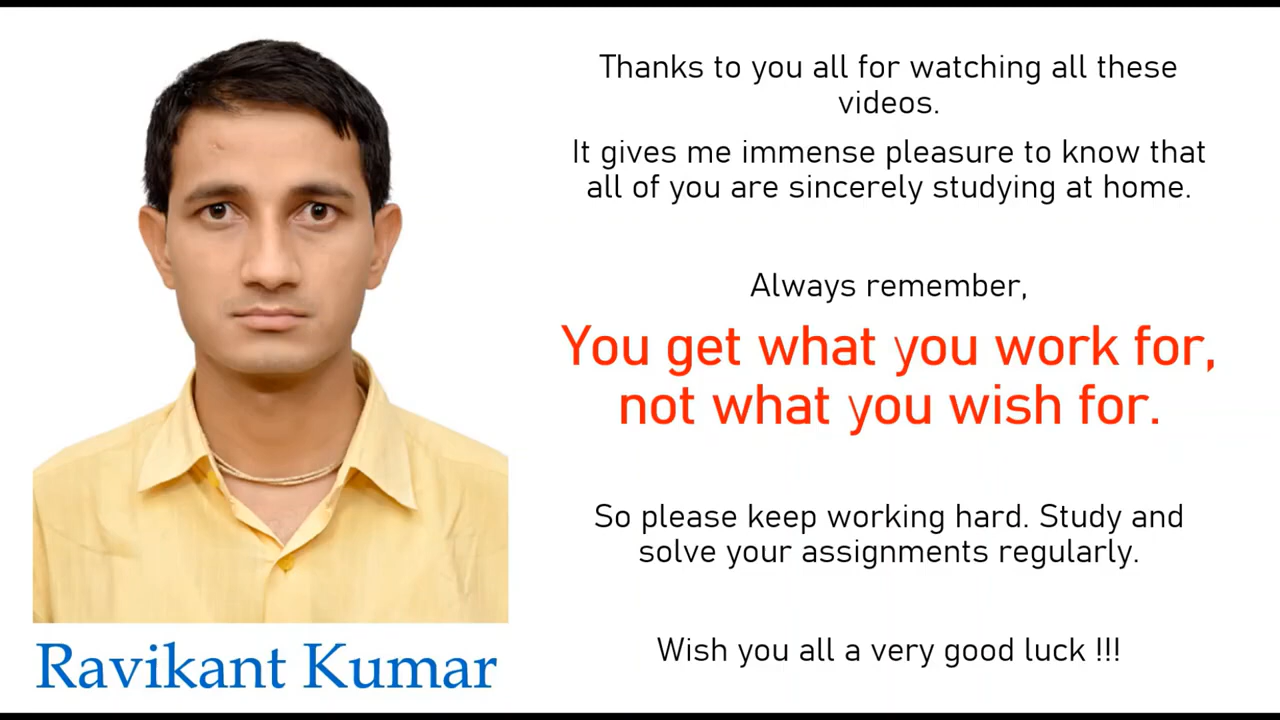 Thanks to you all for watching all these
videos.
It gives me immense pleasure to know that
all of you are sincerely studying at home.
Always remember,
You get what you work for,
not what you wish for.
So please keep working hard. Study and
solve your assignments regularly.
Wish you all a very good luck !!!
Ravikant Kumar